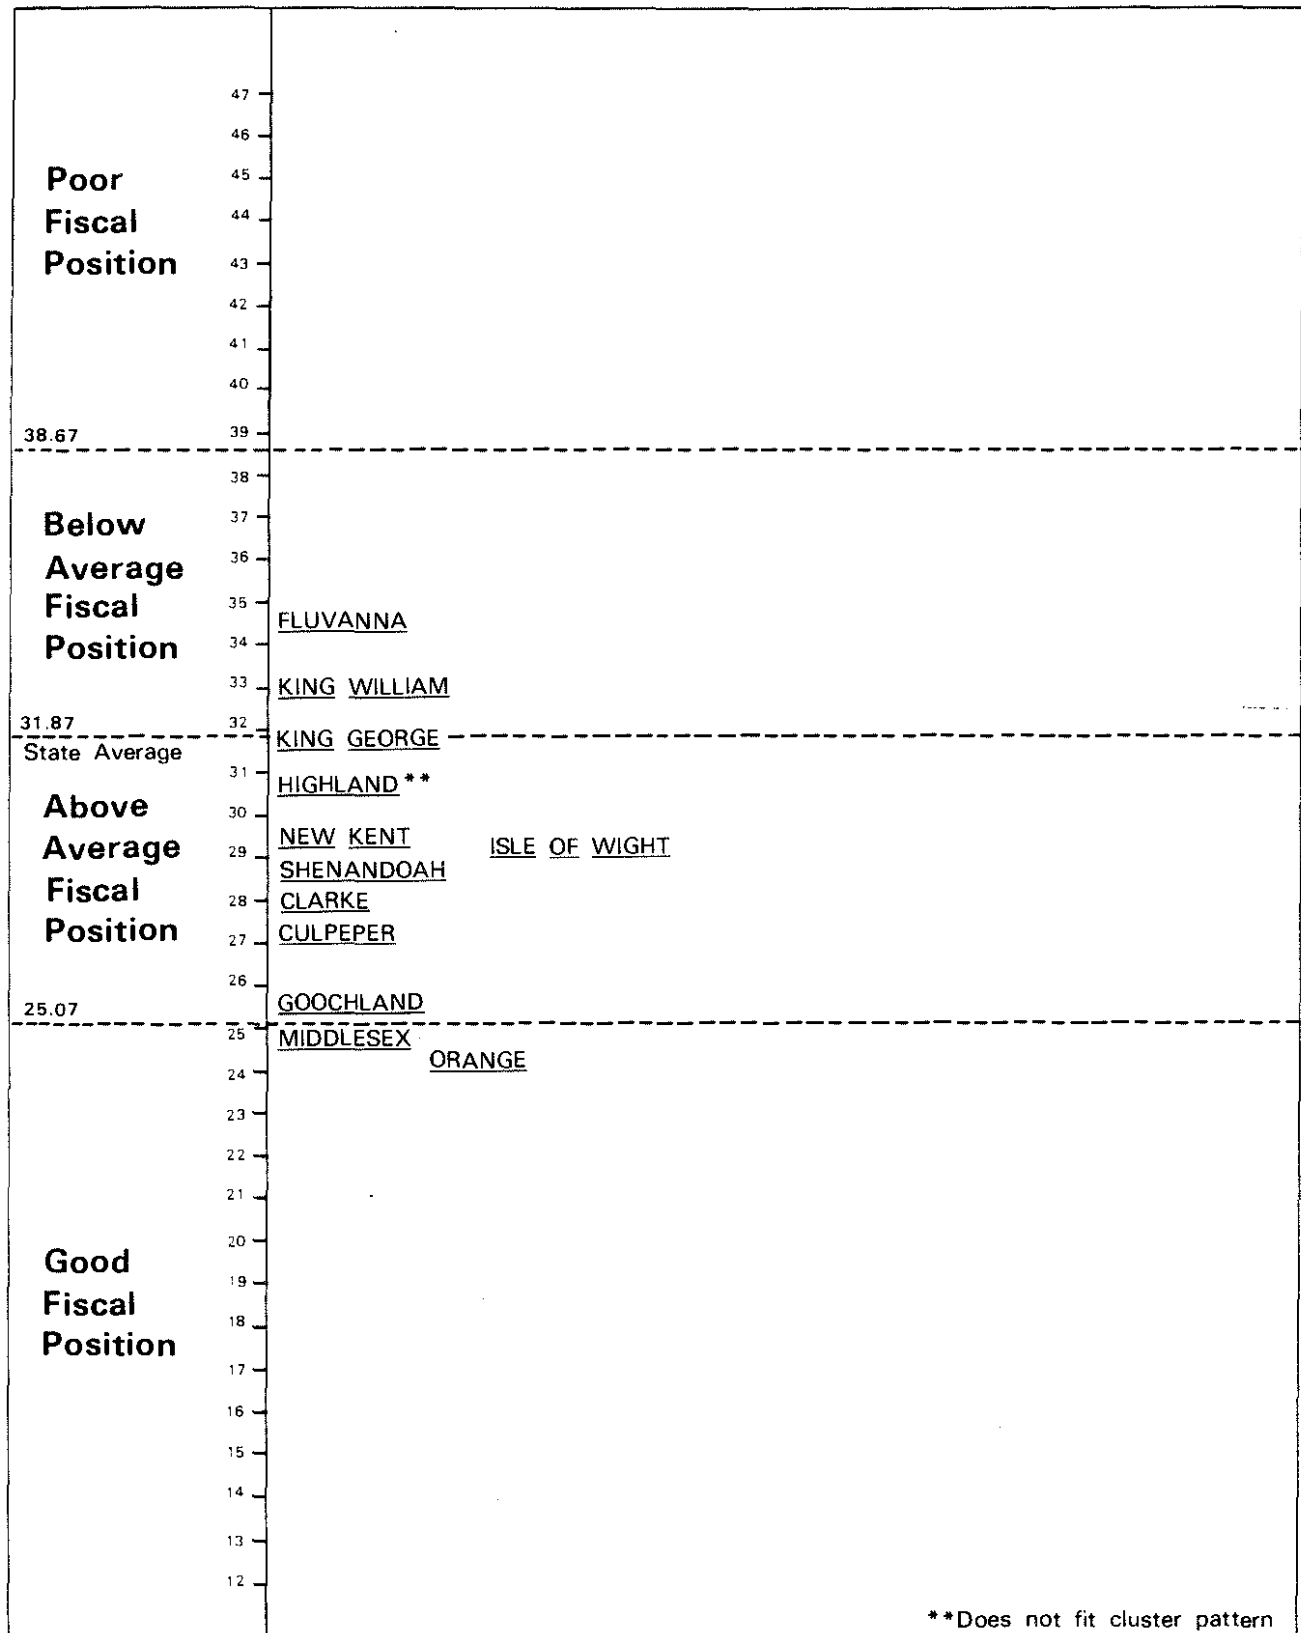 47
46
Poor
45
Fiscal
44
Position
43
42
41
40
38.67
39
38
Below
37
Average
36
Fiscal
35
FLUVANNA
Position
34
33
KING WILLIAM
31.87
32
KING GEORGE
State Average
31
HIGHLAND**
Above
30
Average
NEW KENT
ISLE OF WIGHT
29
SHENANDOAH
Fiscal
28
CLARKE
Position
27
CULPEPER
26
25.07
GOOCHLAND
25
MIDDLESEX
ORANGE
24
23
22
21
20
Good
19
Fiscal
18
Position
17
16
15
14
13
12
**Does not fit cluster pattern